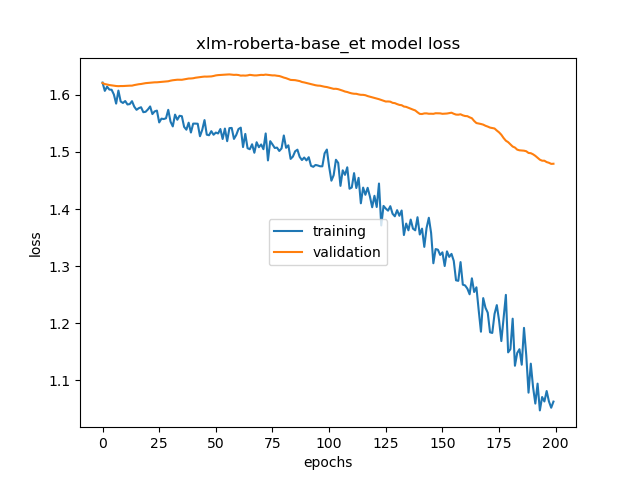 xlm-roberta-base_et model loss
1.6
1.5
1.4
1.3
1.2
1.1
loss
training
validation
0 25 50 75 100 125 150 175 200
epochs